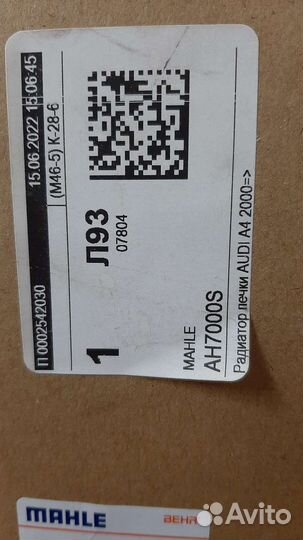 П 0002542030
15.06.2022 15:06:45
(М46-5) К-28-6
1
Л93
07804
MAHLE
AH7000S
Радиатор печки AUDI A4 2000=>
MAHLE
BEHR
Avito